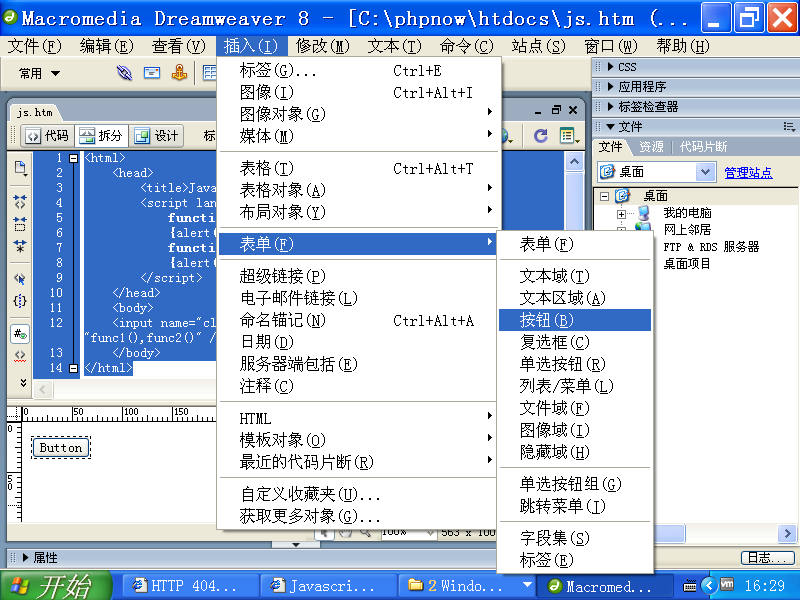 Macromedia Dreamweaver 8 - [C:\phpnow\htdocs\js.htm (...
文件(F) 编辑(E) 查看(V) 插入(I) 修改(M) 文本(T) 命令(C) 站点(S) 窗口(W) 帮助(H)
常用
js.htm
代码 拆分 设计 标
1 <html>
2 <head>
3 <title>Java
4 <script lan
5 functi
6 {alert(
7 functi
8 {alert(
9 </script>
10 </head>
11 <body>
12 <input name="cl
"func1(),func2()" /
13 </body>
14 </html>
0 50 100 150
0
50
Button
100% 563 x 100
属性
标签(G)... Ctrl+E
图像(I) Ctrl+Alt+I
图像对象(G)
媒体(M)
表格(T) Ctrl+Alt+T
表格对象(A)
布局对象(Y)
表单(F)
超级链接(P)
电子邮件链接(L)
命名锚记(N) Ctrl+Alt+A
日期(D)
服务器端包括(E)
注释(C)
HTML
模板对象(O)
最近的代码片断(R)
自定义收藏夹(U)...
获取更多对象(G)...
表单(F)
文本域(T)
文本区域(A)
按钮(B)
复选框(C)
单选按钮(R)
列表/菜单(L)
文件域(F)
图像域(I)
隐藏域(H)
单选按钮组(G)
跳转菜单(J)
字段集(S)
标签(E)
CSS
应用程序
标签检查器
文件
文件 资源 代码片断
桌面 管理站点
桌面
我的电脑
网上邻居
FTP & RDS 服务器
桌面项目
日志...
开始 HTTP 404... Javascri... 2 Windo... Macromed... 16:29